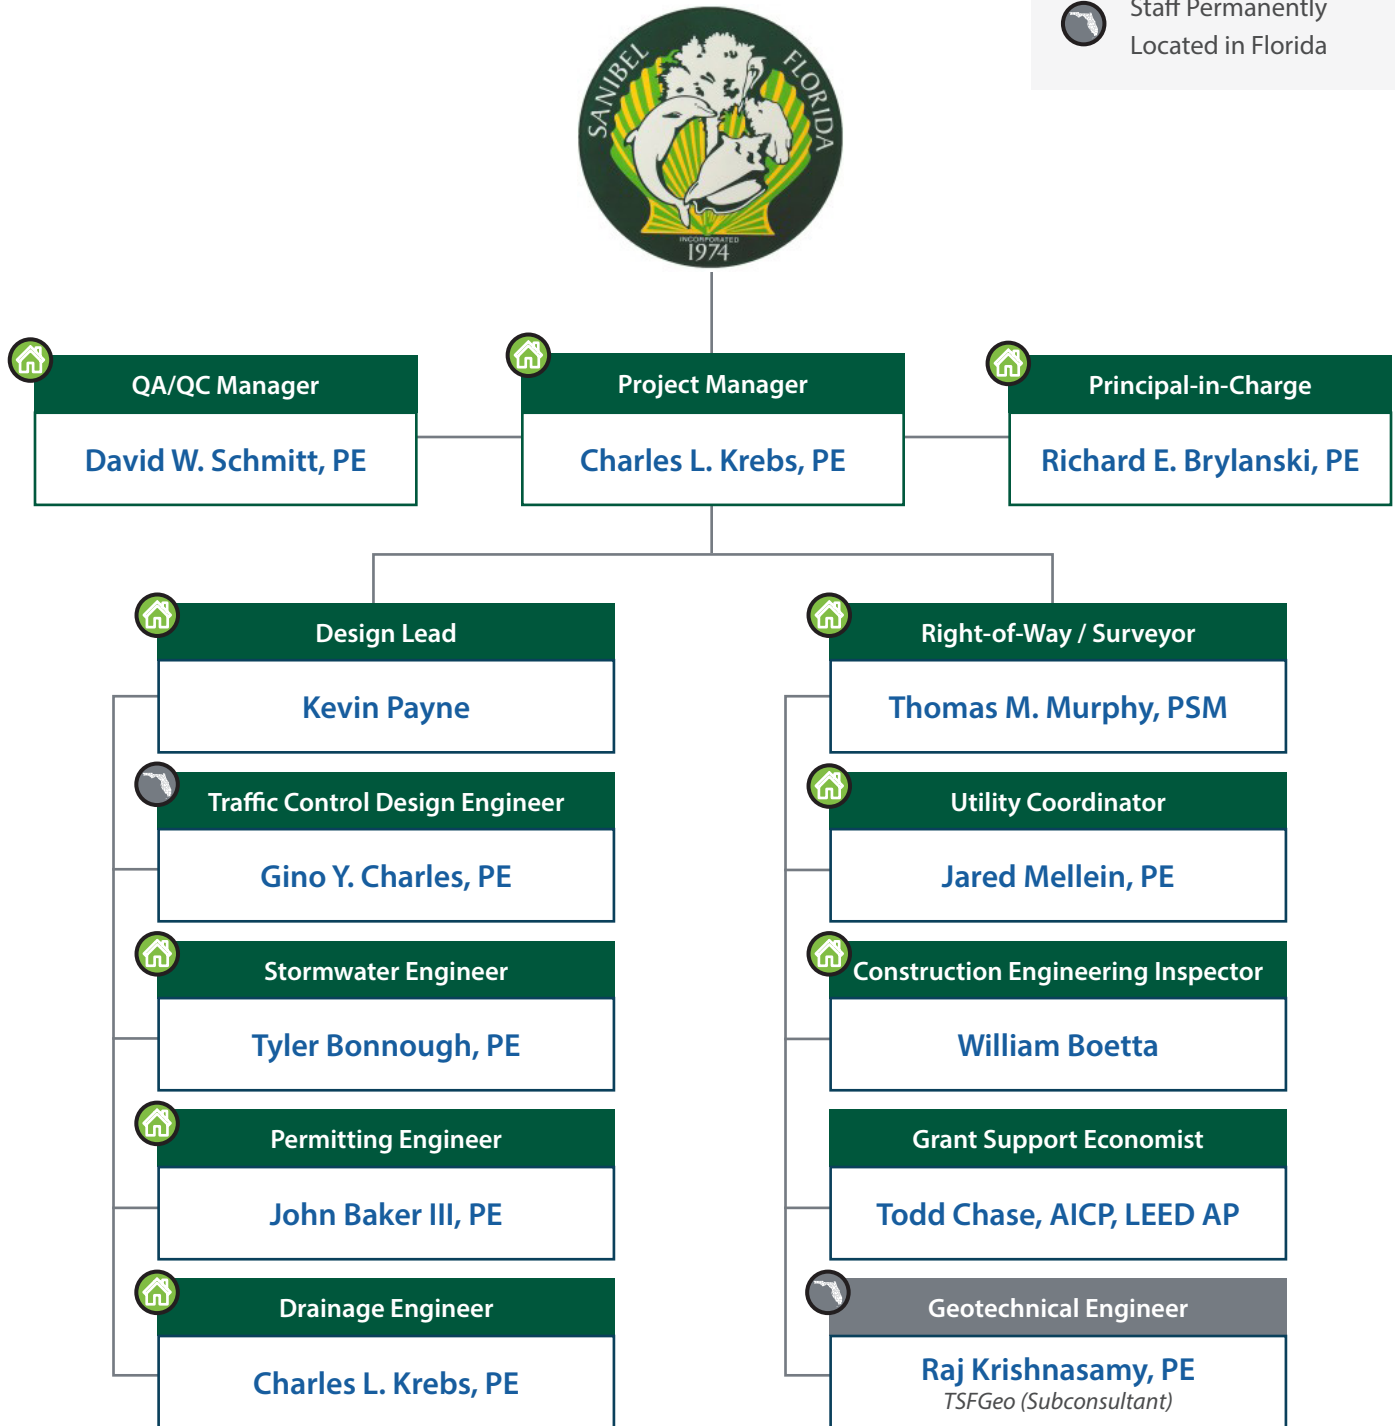 Staff Permanently
Located in Florida
SANIBEL FLORIDA
INCORPORATED
1974
QA/QC Manager
David W. Schmitt, PE
Project Manager
Charles L. Krebs, PE
Principal-in-Charge
Richard E. Brylanski, PE
Design Lead
Kevin Payne
Traffic Control Design Engineer
Gino Y. Charles, PE
Stormwater Engineer
Tyler Bonnough, PE
Permitting Engineer
John Baker III, PE
Drainage Engineer
Charles L. Krebs, PE
Right-of-Way / Surveyor
Thomas M. Murphy, PSM
Utility Coordinator
Jared Mellein, PE
Construction Engineering Inspector
William Boetta
Grant Support Economist
Todd Chase, AICP, LEED AP
Geotechnical Engineer
Raj Krishnasamy, PE
TSFGeo (Subconsultant)